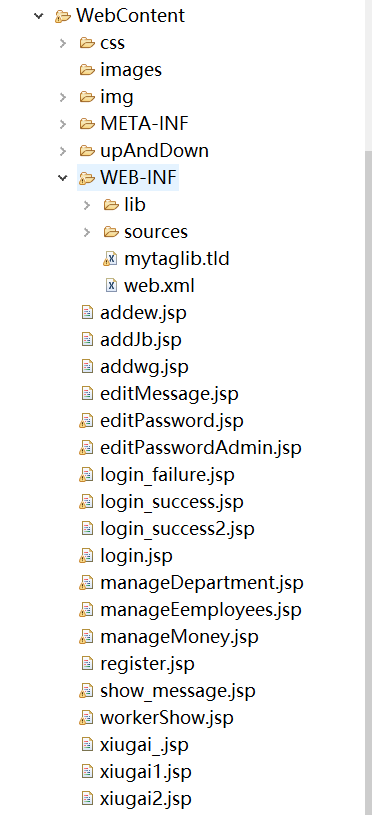 WebContent
css
images
img
META-INF
upAndDown
WEB-INF
lib
sources
mytaglib.tld
web.xml
addew.jsp
addJb.jsp
addwg.jsp
editMessage.jsp
editPassword.jsp
editPasswordAdmin.jsp
login_failure.jsp
login_success.jsp
login_success2.jsp
login.jsp
manageDepartment.jsp
manageEemployees.jsp
manageMoney.jsp
register.jsp
show_message.jsp
workerShow.jsp
xiugai_.jsp
xiugai1.jsp
xiugai2.jsp